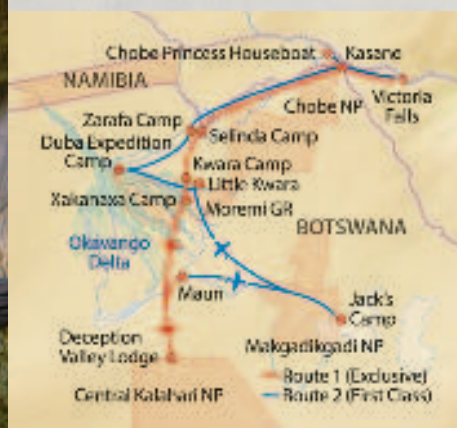 Chobe Princess Houseboat
Kasane
NAMIBIA
Victoria
Falls
Chobe NP
Zarafa Camp
Selinda Camp
Duba Expedition
Camp
Kwara Camp
Little Kwara
Xakanaxa Camp
Moremi GR
BOTSWANA
Okavango
Delta
Maun
Jack's
Camp
Deception
Valley Lodge
Makgadikgadi NP
Central Kalahari NP
Route 1 (Exclusive)
Route 2 (First Class)